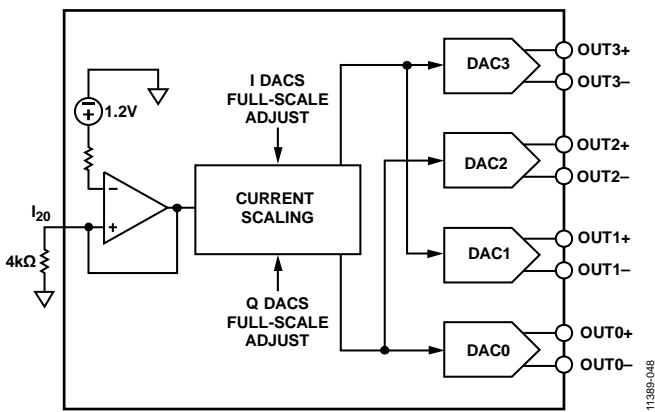 I DACS
FULL-SCALE
ADJUST
1.2V
–
+
–
+
I20
4kΩ
CURRENT
SCALING
Q DACS
FULL-SCALE
ADJUST
DAC3
OUT3+
OUT3–
DAC2
OUT2+
OUT2–
DAC1
OUT1+
OUT1–
DAC0
OUT0+
OUT0–
11389-048